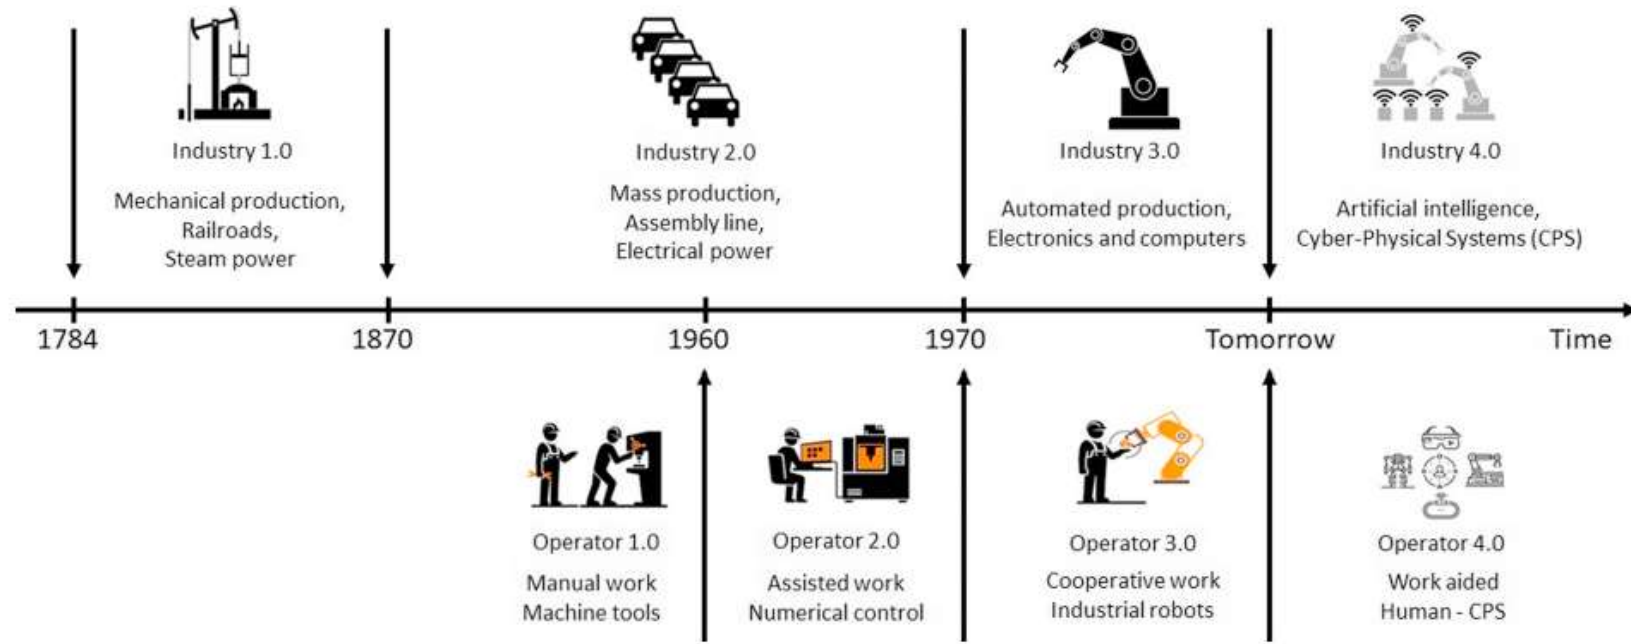 Industry 1.0
Mechanical production,
Railroads,
Steam power
Industry 2.0
Mass production,
Assembly line,
Electrical power
Industry 3.0
Automated production,
Electronics and computers
Industry 4.0
Artificial intelligence,
Cyber-Physical Systems (CPS)
1784
1870
1960
1970
Tomorrow
Time
Operator 1.0
Manual work
Machine tools
Operator 2.0
Assisted work
Numerical control
Operator 3.0
Cooperative work
Industrial robots
Operator 4.0
Work aided
Human - CPS